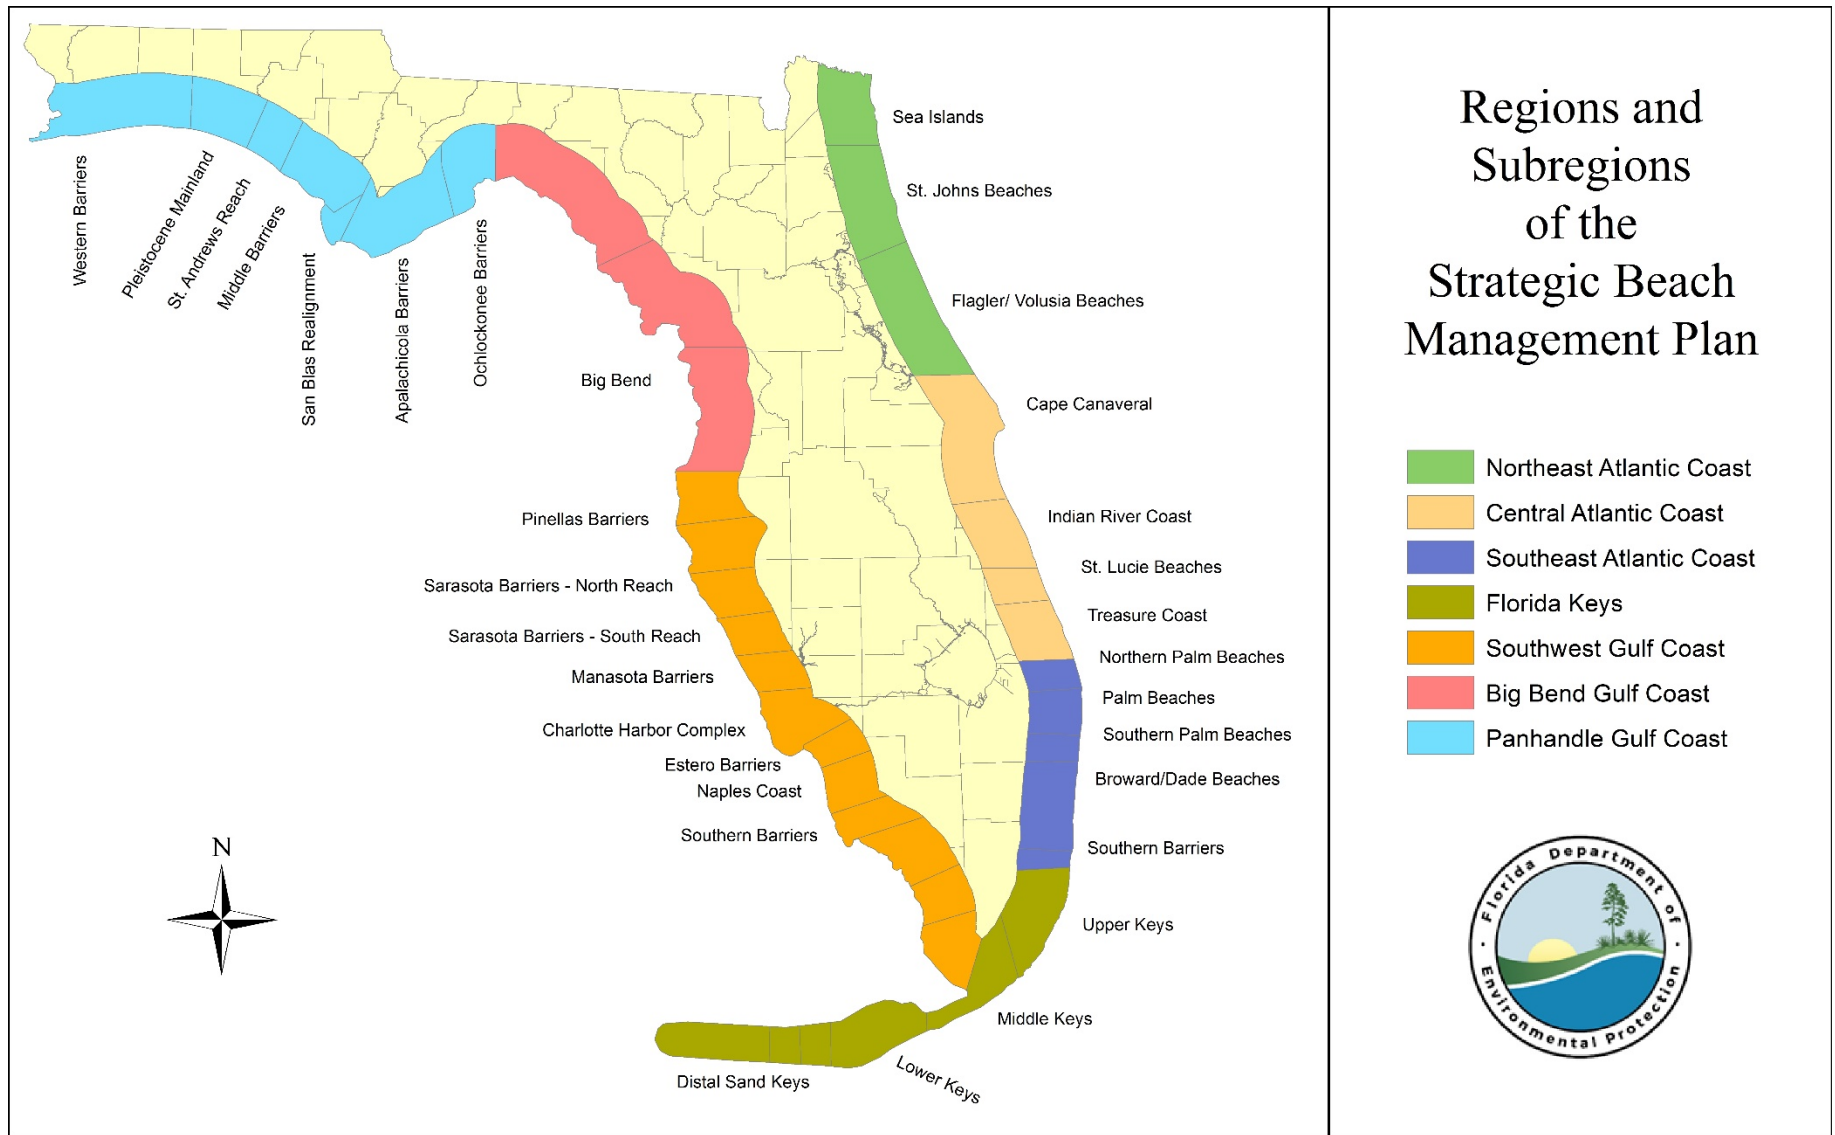 Regions and
Subregions
of the
Strategic Beach
Management Plan
Northeast Atlantic Coast
Central Atlantic Coast
Southeast Atlantic Coast
Florida Keys
Southwest Gulf Coast
Big Bend Gulf Coast
Panhandle Gulf Coast
Florida Department of
Environmental Protection
Western Barriers
Pleistocene Mainland
St. Andrews Reach
Middle Barriers
San Blas Realignment
Apalachicola Barriers
Ochlockonee Barriers
Big Bend
Pinellas Barriers
Sarasota Barriers - North Reach
Sarasota Barriers - South Reach
Manasota Barriers
Charlotte Harbor Complex
Estero Barriers
Naples Coast
Southern Barriers
Sea Islands
St. Johns Beaches
Flagler/ Volusia Beaches
Cape Canaveral
Indian River Coast
St. Lucie Beaches
Treasure Coast
Northern Palm Beaches
Palm Beaches
Southern Palm Beaches
Broward/Dade Beaches
Southern Barriers
Upper Keys
Middle Keys
Lower Keys
Distal Sand Keys
N